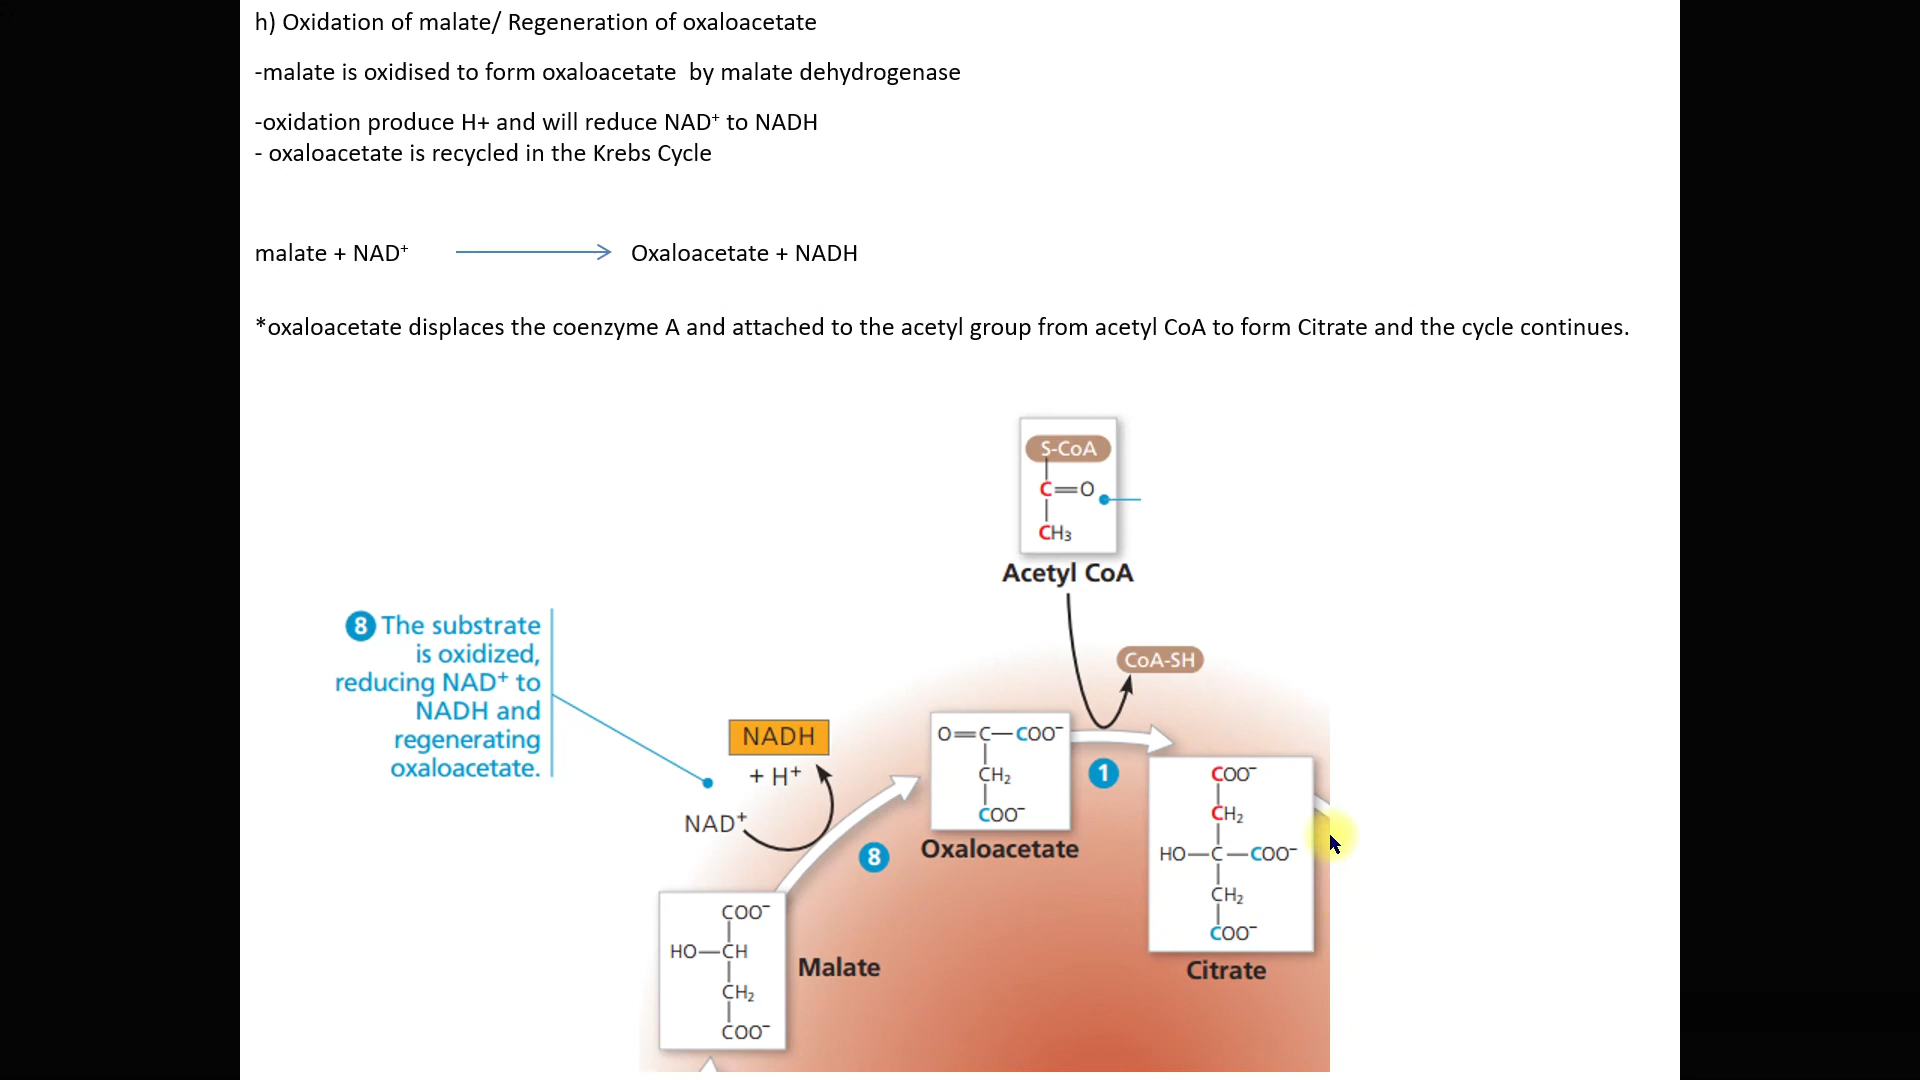 h) Oxidation of malate/ Regeneration of oxaloacetate
-malate is oxidised to form oxaloacetate  by malate dehydrogenase
-oxidation produce H+ and will reduce NAD⁺ to NADH
- oxaloacetate is recycled in the Krebs Cycle
malate + NAD⁺ Oxaloacetate + NADH
*oxaloacetate displaces the coenzyme A and attached to the acetyl group from acetyl CoA to form Citrate and the cycle continues.
S-CoA
C=O
CH₃
Acetyl CoA
8 The substrate
is oxidized,
reducing NAD⁺ to
NADH and
regenerating
oxaloacetate.
CoA-SH
NADH
+ H⁺
NAD⁺
8
O=C—COO⁻
CH₂
COO⁻
Oxaloacetate
1
COO⁻
CH₂
HO—C—COO⁻
CH₂
COO⁻
Citrate
COO⁻
HO—CH
CH₂
COO⁻
Malate